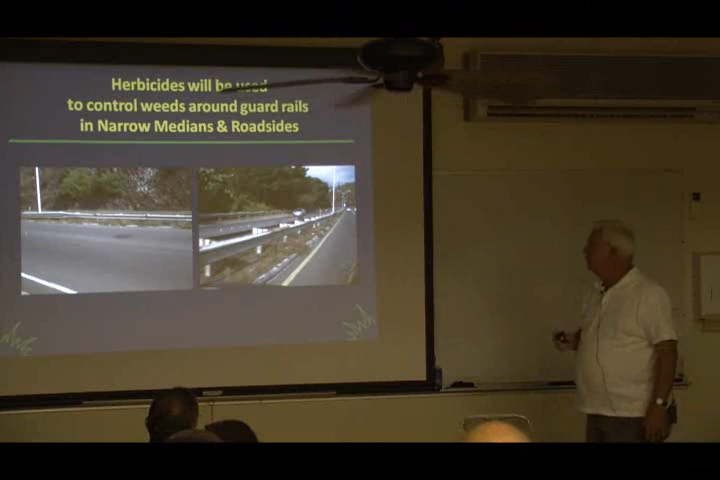 Herbicides will be used
to control weeds around guard rails
in Narrow Medians & Roadsides